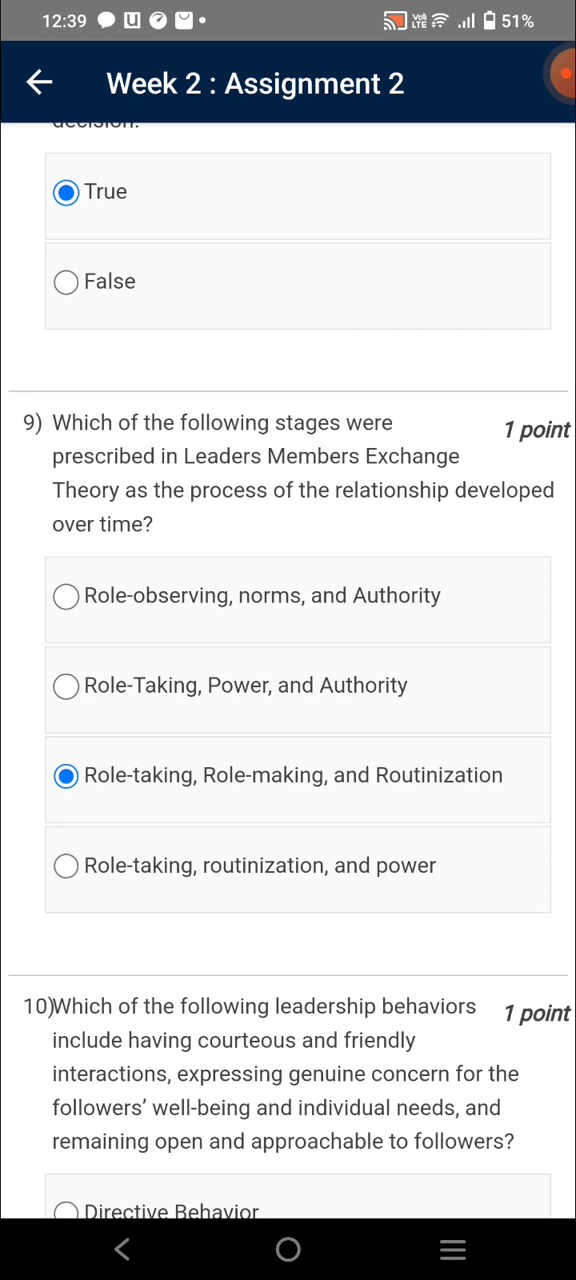 12:39
Vo)) LTE
51%
Week 2 : Assignment 2
decision.
True
False
9) Which of the following stages were
1 point
prescribed in Leaders Members Exchange
Theory as the process of the relationship developed
over time?
Role-observing, norms, and Authority
Role-Taking, Power, and Authority
Role-taking, Role-making, and Routinization
Role-taking, routinization, and power
10)Which of the following leadership behaviors
1 point
include having courteous and friendly
interactions, expressing genuine concern for the
followers’ well-being and individual needs, and
remaining open and approachable to followers?
Directive Behavior